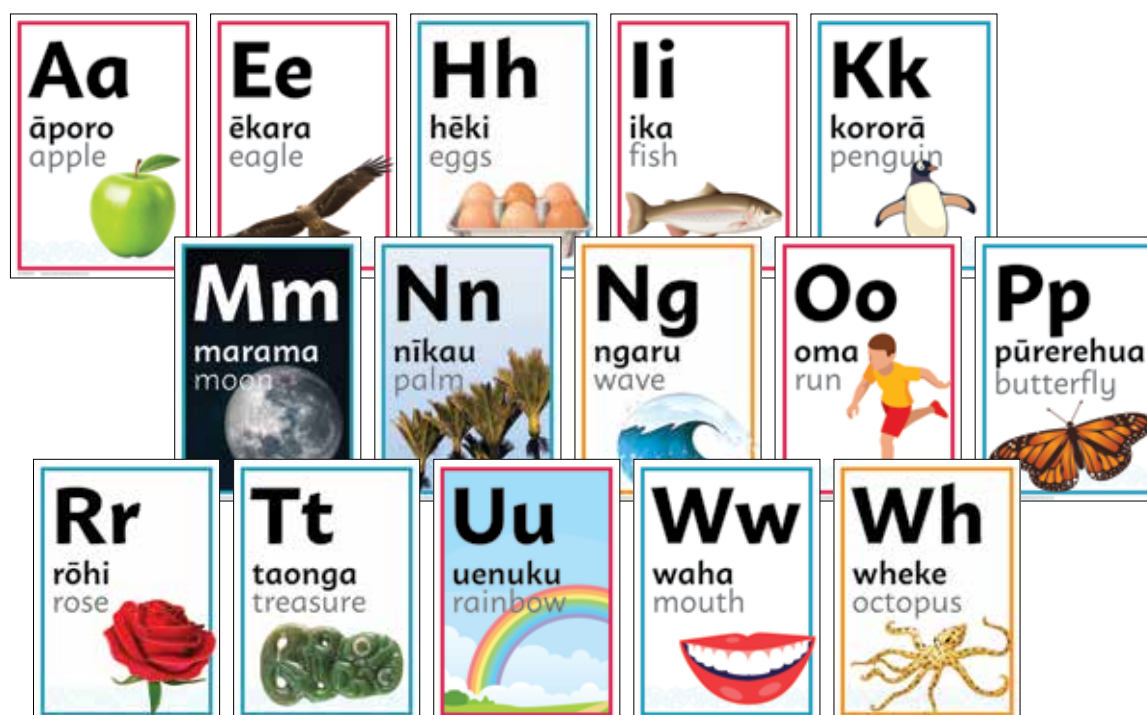 Aa
āporo
apple
Ee
ēkara
eagle
Hh
hēki
eggs
Ii
ika
fish
Kk
kororā
penguin
Mm
marama
moon
Nn
nīkau
palm
Ng
ngaru
wave
Oo
oma
run
Pp
pūrerehua
butterfly
Rr
rōhi
rose
Tt
taonga
treasure
Uu
uenuku
rainbow
Ww
waha
mouth
Wh
wheke
octopus